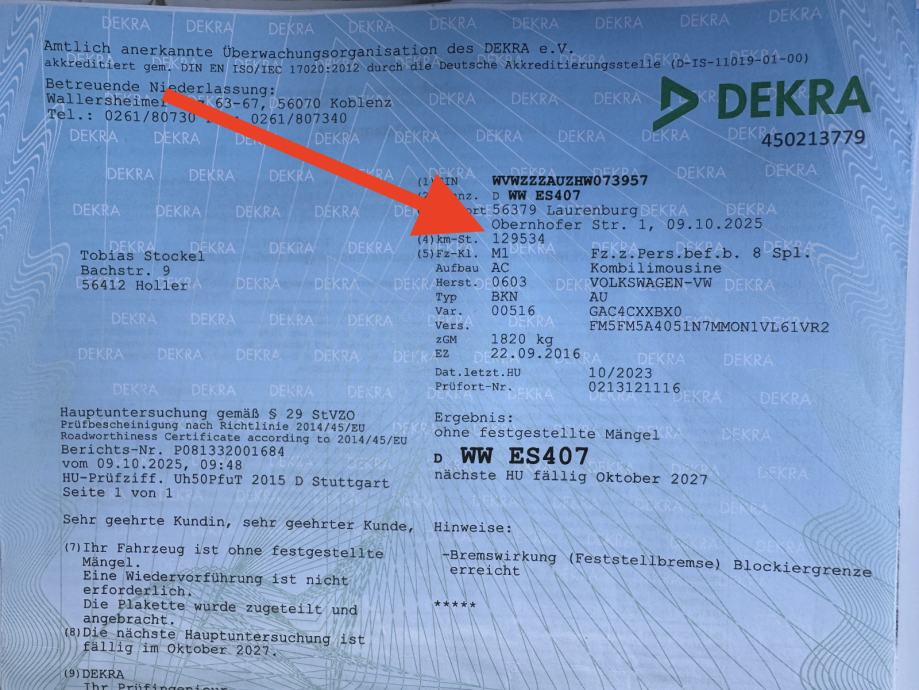 Amtlich anerkannte Überwachungsorganisation des DEKRA e.V.
akkreditiert gem. DIN EN ISO/IEC 17020:2012 durch die Deutsche Akkreditierungsstelle (D-IS-11019-01-00)
Betreuende Niederlassung:
Wallersheimer 63-67, 56070 Koblenz
Tel.: 0261/80730 0261/807340
DEKRA
450213779
WVWZZZAUZHW073957
D WW ES407
56379 Laurenburg
Obernhofer Str. 1, 09.10.2025
(4) km-St. 129534
(5) Fz-Kl. M1 Fz.z.Pers.bef.b. 8 Spl.
Aufbau AC Kombilimousine
Herst. 0603 VOLKSWAGEN-VW
Typ BKN AU
Var. 00516 GAC4CXXBX0
Vers. FM5FM5A4051N7MMON1VL61VR2
zGM 1820 kg
EZ 22.09.2016
Dat.letzt.HU 10/2023
Prüfort-Nr. 0213121116
Tobias Stockel
Bachstr. 9
56412 Holler
Hauptuntersuchung gemäß § 29 StVZO
Prüfbescheinigung nach Richtlinie 2014/45/EU
Roadworthiness Certificate according to 2014/45/EU
Berichts-Nr. P081332001684
vom 09.10.2025, 09:48
HU-Prüfziff. Uh50PfuT 2015 D Stuttgart
Seite 1 von 1
Ergebnis:
ohne festgestellte Mängel
D WW ES407
nächste HU fällig Oktober 2027
Sehr geehrte Kundin, sehr geehrter Kunde,
(7) Ihr Fahrzeug ist ohne festgestellte
Mängel.
Eine Wiedervorführung ist nicht
erforderlich.
Die Plakette wurde zugeteilt und
angebracht.
(8) Die nächste Hauptuntersuchung ist
fällig im Oktober 2027.
(9) DEKRA
Ihr Prüfingenieur
Hinweise:
-Bremswirkung (Feststellbremse) Blockiergrenze
erreicht
*****